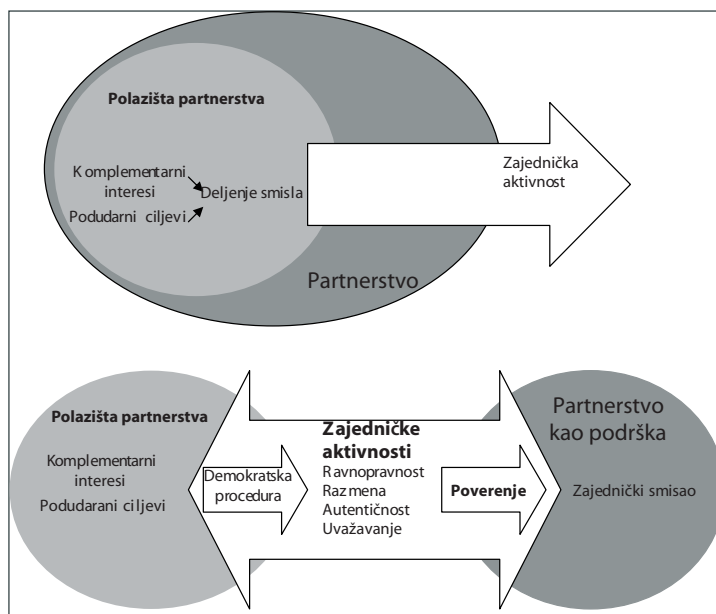 Polazišta partnerstva
Komplementarni
interesi
Deljenje smisla
Podudarni ciljevi
Zajednička
aktivnost
Partnerstvo
Polazišta partnerstva
Komplementarni
interesi
Podudarani ciljevi
Demokratska
procedura
Zajedničke
aktivnosti
Ravnopravnost
Razmena
Autentičnost
Uvažavanje
Poverenje
Partnerstvo
kao podrška
Zajednički smisao